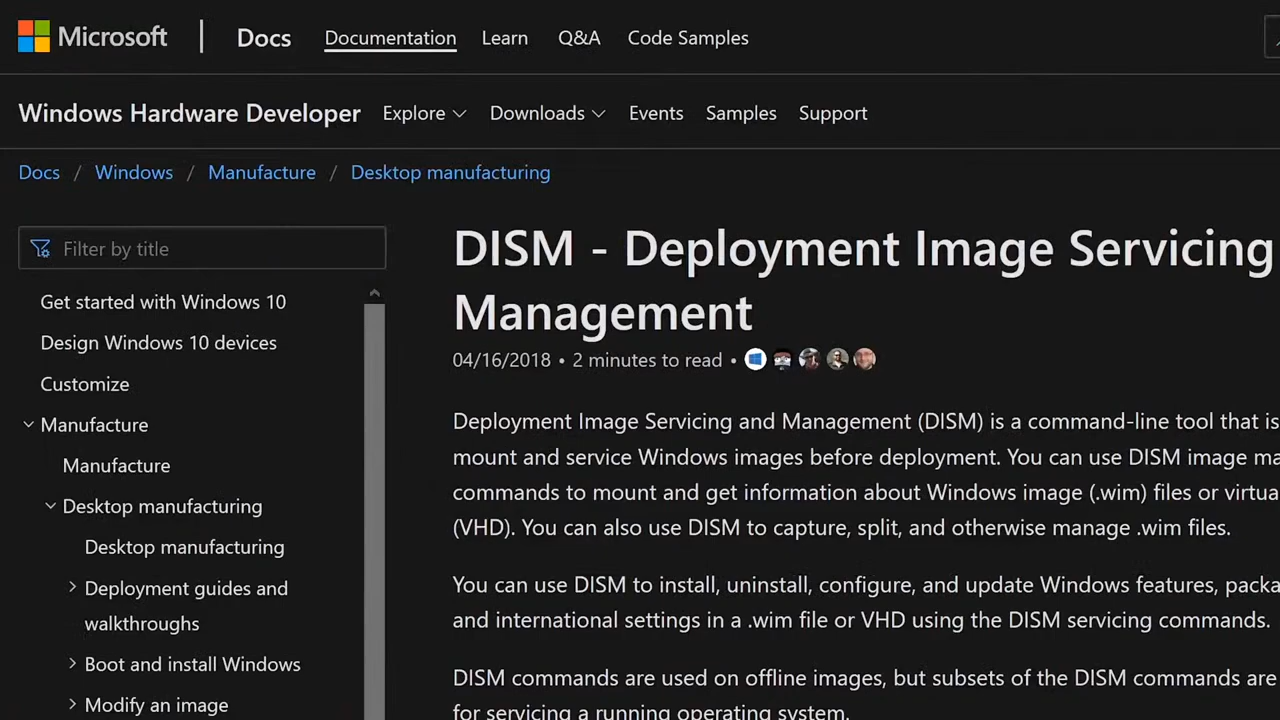 Microsoft
Docs
Documentation
Learn
Q&A
Code Samples
Windows Hardware Developer
Explore
Downloads
Events
Samples
Support
Docs / Windows / Manufacture / Desktop manufacturing
Filter by title
Get started with Windows 10
Design Windows 10 devices
Customize
Manufacture
Manufacture
Desktop manufacturing
Desktop manufacturing
Deployment guides and
walkthroughs
Boot and install Windows
Modify an image
DISM - Deployment Image Servicing
Management
04/16/2018 • 2 minutes to read •
Deployment Image Servicing and Management (DISM) is a command-line tool that is
mount and service Windows images before deployment. You can use DISM image ma
commands to mount and get information about Windows image (.wim) files or virtua
(VHD). You can also use DISM to capture, split, and otherwise manage .wim files.
You can use DISM to install, uninstall, configure, and update Windows features, packa
and international settings in a .wim file or VHD using the DISM servicing commands.
DISM commands are used on offline images, but subsets of the DISM commands are
for servicing a running operating system.